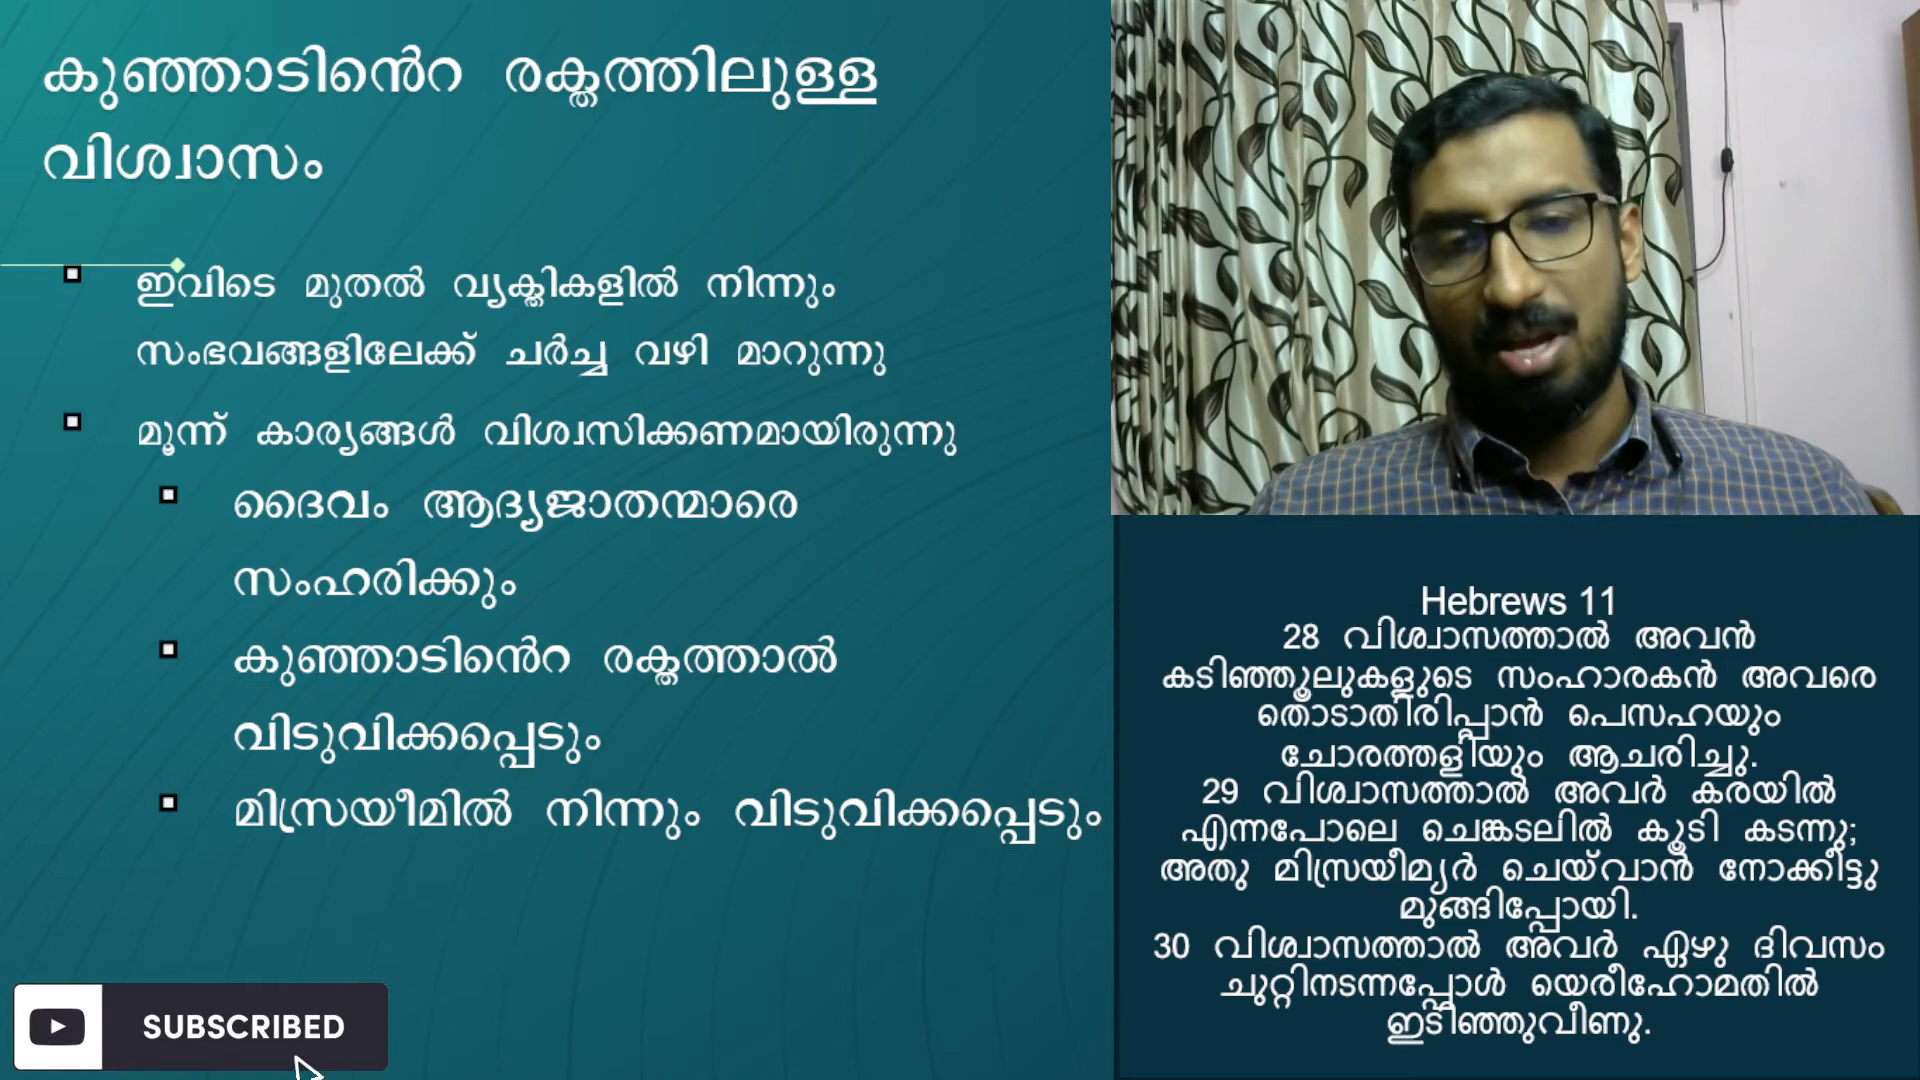 കുഞ്ഞാടിൻെറ രക്തത്തിലുള്ള
വിശ്വാസം
ഇവിടെ മുതൽ വ്യക്തികളിൽ നിന്നും
സംഭവങ്ങളിലേക്ക് ചർച്ച വഴി മാറുന്നു
മൂന്ന് കാര്യങ്ങൾ വിശ്വസിക്കണമായിരുന്നു
ദൈവം ആദ്യജാതന്മാരെ
സംഹരിക്കും
കുഞ്ഞാടിൻെറ രക്തത്താൽ
വിടുവിക്കപ്പെടും
മിസ്രയീമിൽ നിന്നും വിടുവിക്കപ്പെടും
SUBSCRIBED
Hebrews 11
28 വിശ്വാസത്താൽ അവൻ
കടിഞ്ഞൂലുകളുടെ സംഹാരകൻ അവരെ
തൊടാതിരിപ്പാൻ പെസഹയും
ചോരത്തളിയും ആചരിച്ചു.
29 വിശ്വാസത്താൽ അവർ കരയിൽ
എന്നപോലെ ചെങ്കടലിൽ കൂടി കടന്നു;
അതു മിസ്രയീമ്യർ ചെയ്‌വാൻ നോക്കീട്ടു
മുങ്ങിപ്പോയി.
30 വിശ്വാസത്താൽ അവർ ഏഴു ദിവസം
ചുറ്റിനടന്നപ്പോൾ യെരീഹോമതിൽ
ഇടിഞ്ഞുവീണു.